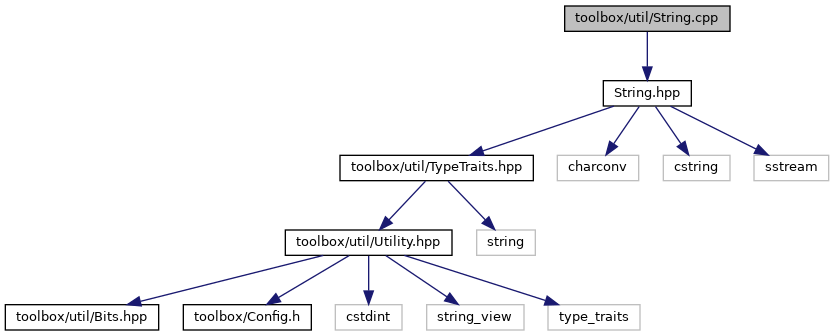 toolbox/util/String.cpp
String.hpp
toolbox/util/TypeTraits.hpp
charconv
cstring
sstream
toolbox/util/Utility.hpp
string
toolbox/util/Bits.hpp
toolbox/Config.h
cstdint
string_view
type_traits